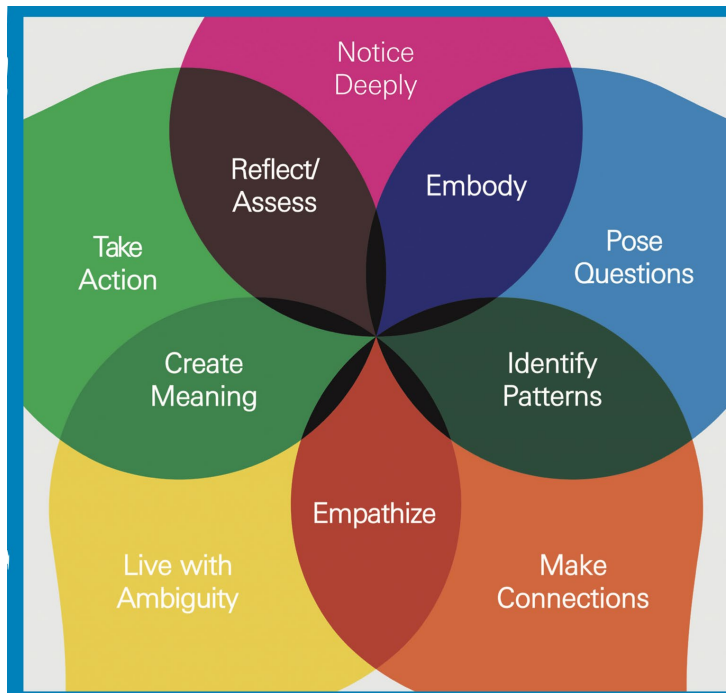 Notice
Deeply
Reflect/
Assess
Embody
Take
Action
Pose
Questions
Create
Meaning
Identify
Patterns
Empathize
Live with
Ambiguity
Make
Connections